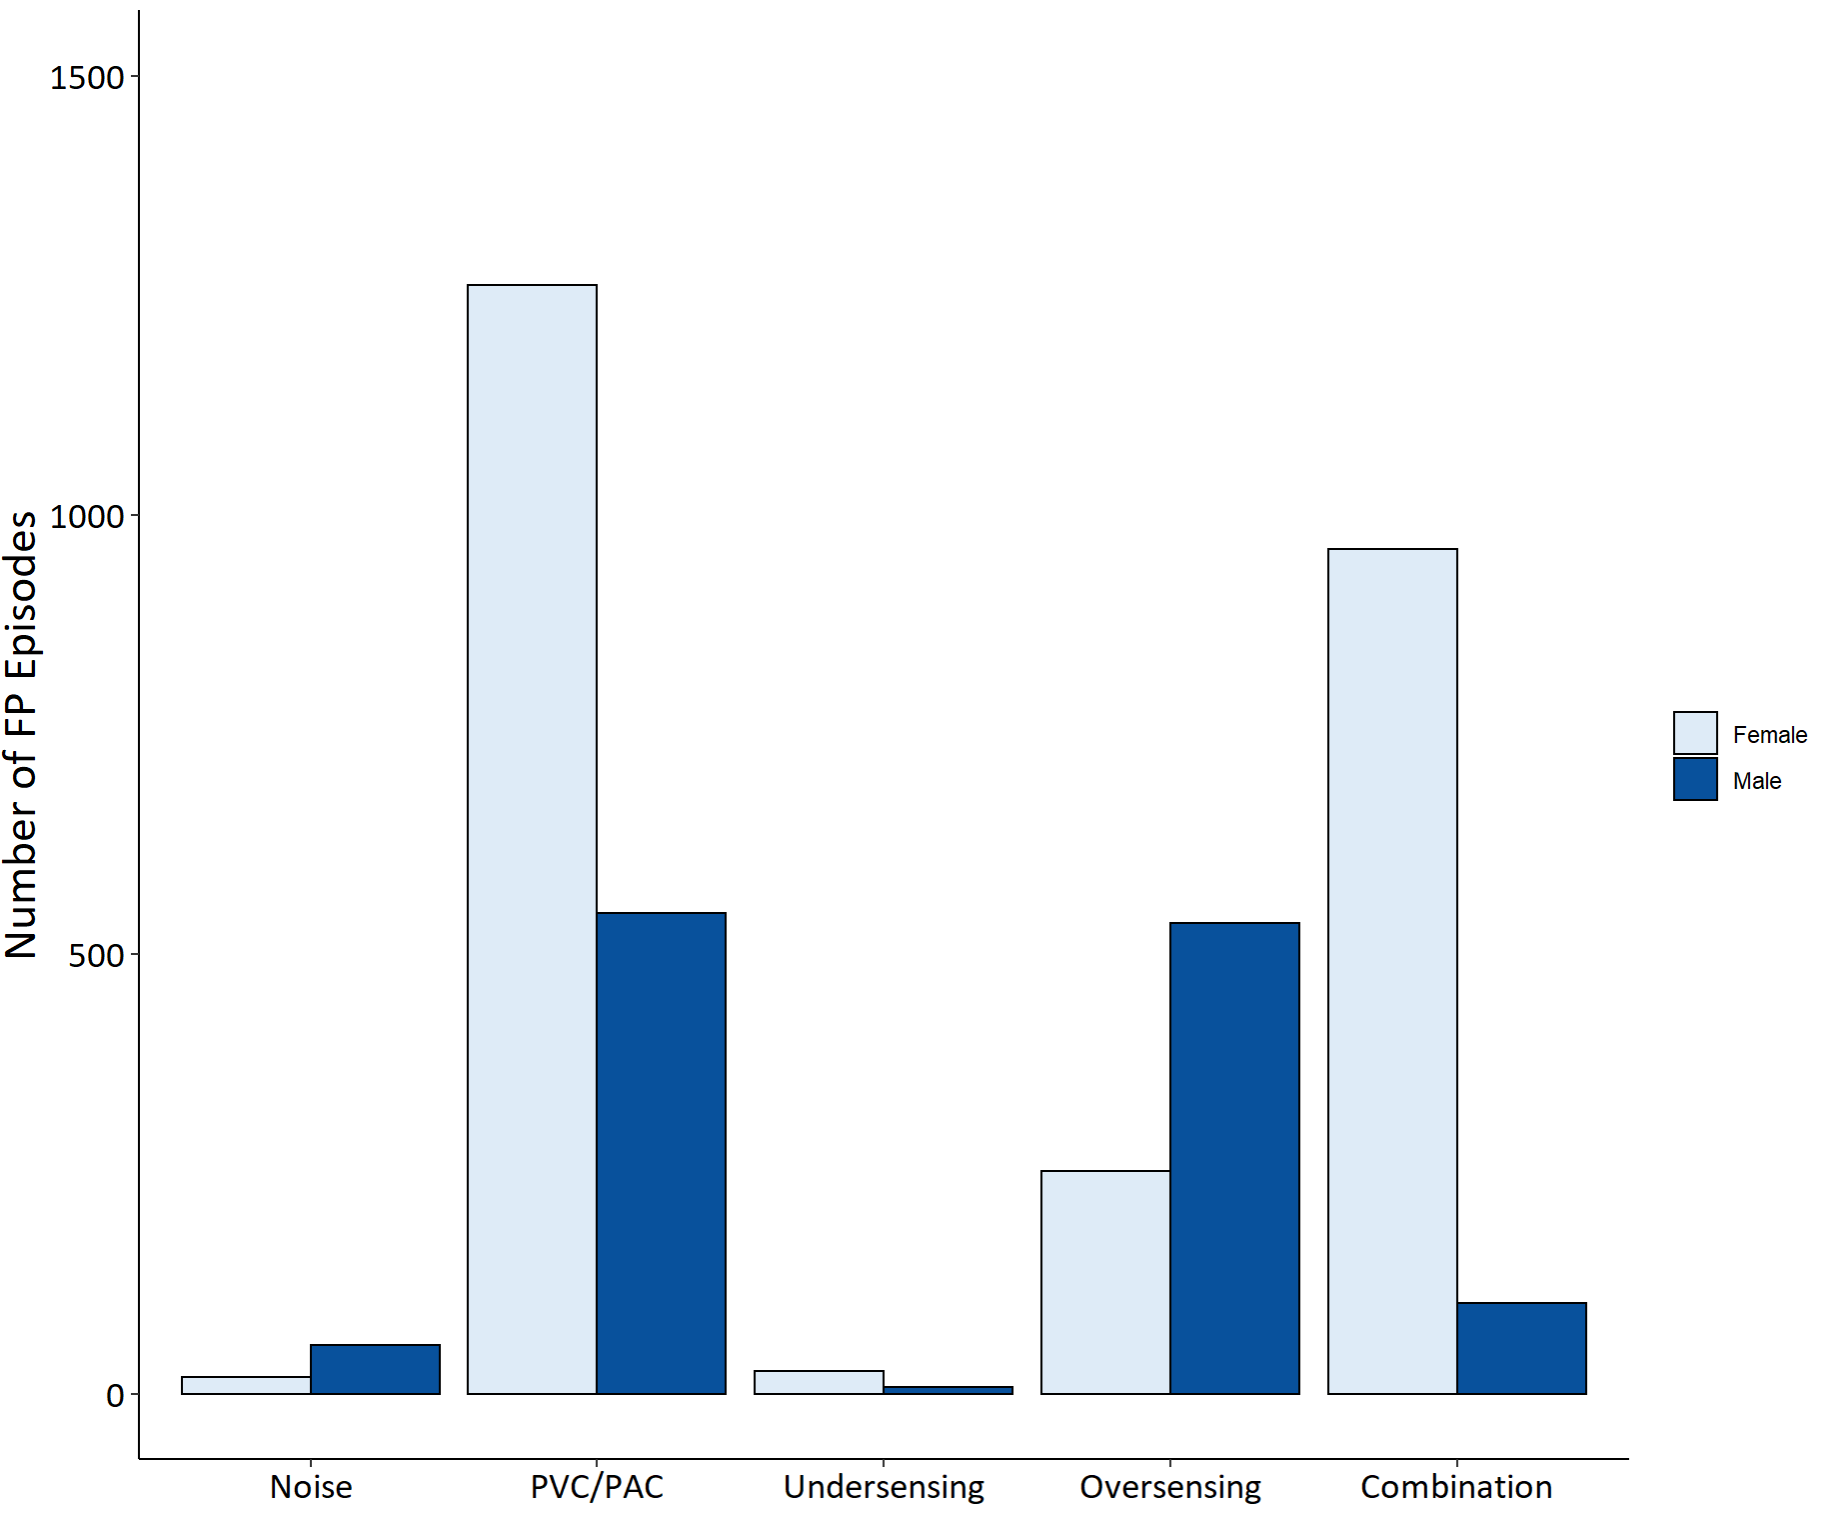 Number of FP Episodes
1500
1000
500
0
Noise
PVC/PAC
Undersensing
Oversensing
Combination
Female
Male